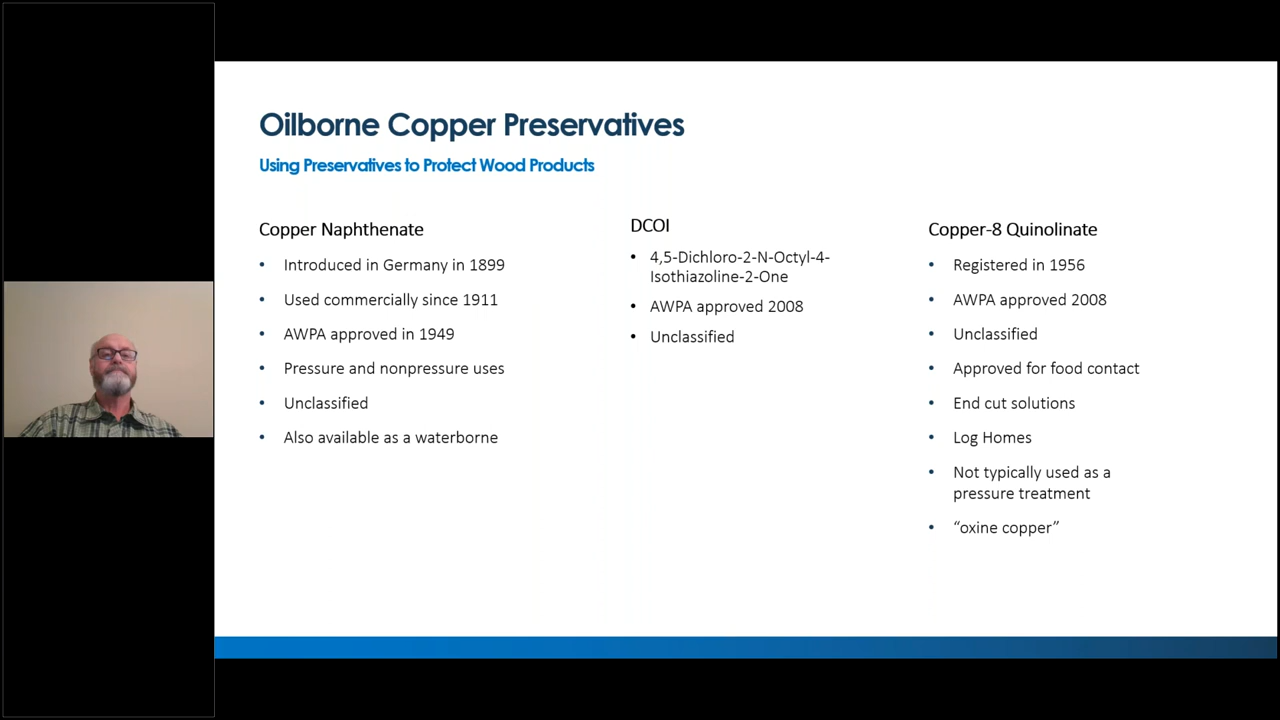 Oilborne Copper Preservatives
Using Preservatives to Protect Wood Products
Copper Naphthenate
Introduced in Germany in 1899
Used commercially since 1911
AWPA approved in 1949
Pressure and nonpressure uses
Unclassified
Also available as a waterborne
DCOI
4,5-Dichloro-2-N-Octyl-4-
Isothiazoline-2-One
AWPA approved 2008
Unclassified
Copper-8 Quinolinate
Registered in 1956
AWPA approved 2008
Unclassified
Approved for food contact
End cut solutions
Log Homes
Not typically used as a
pressure treatment
“oxine copper”